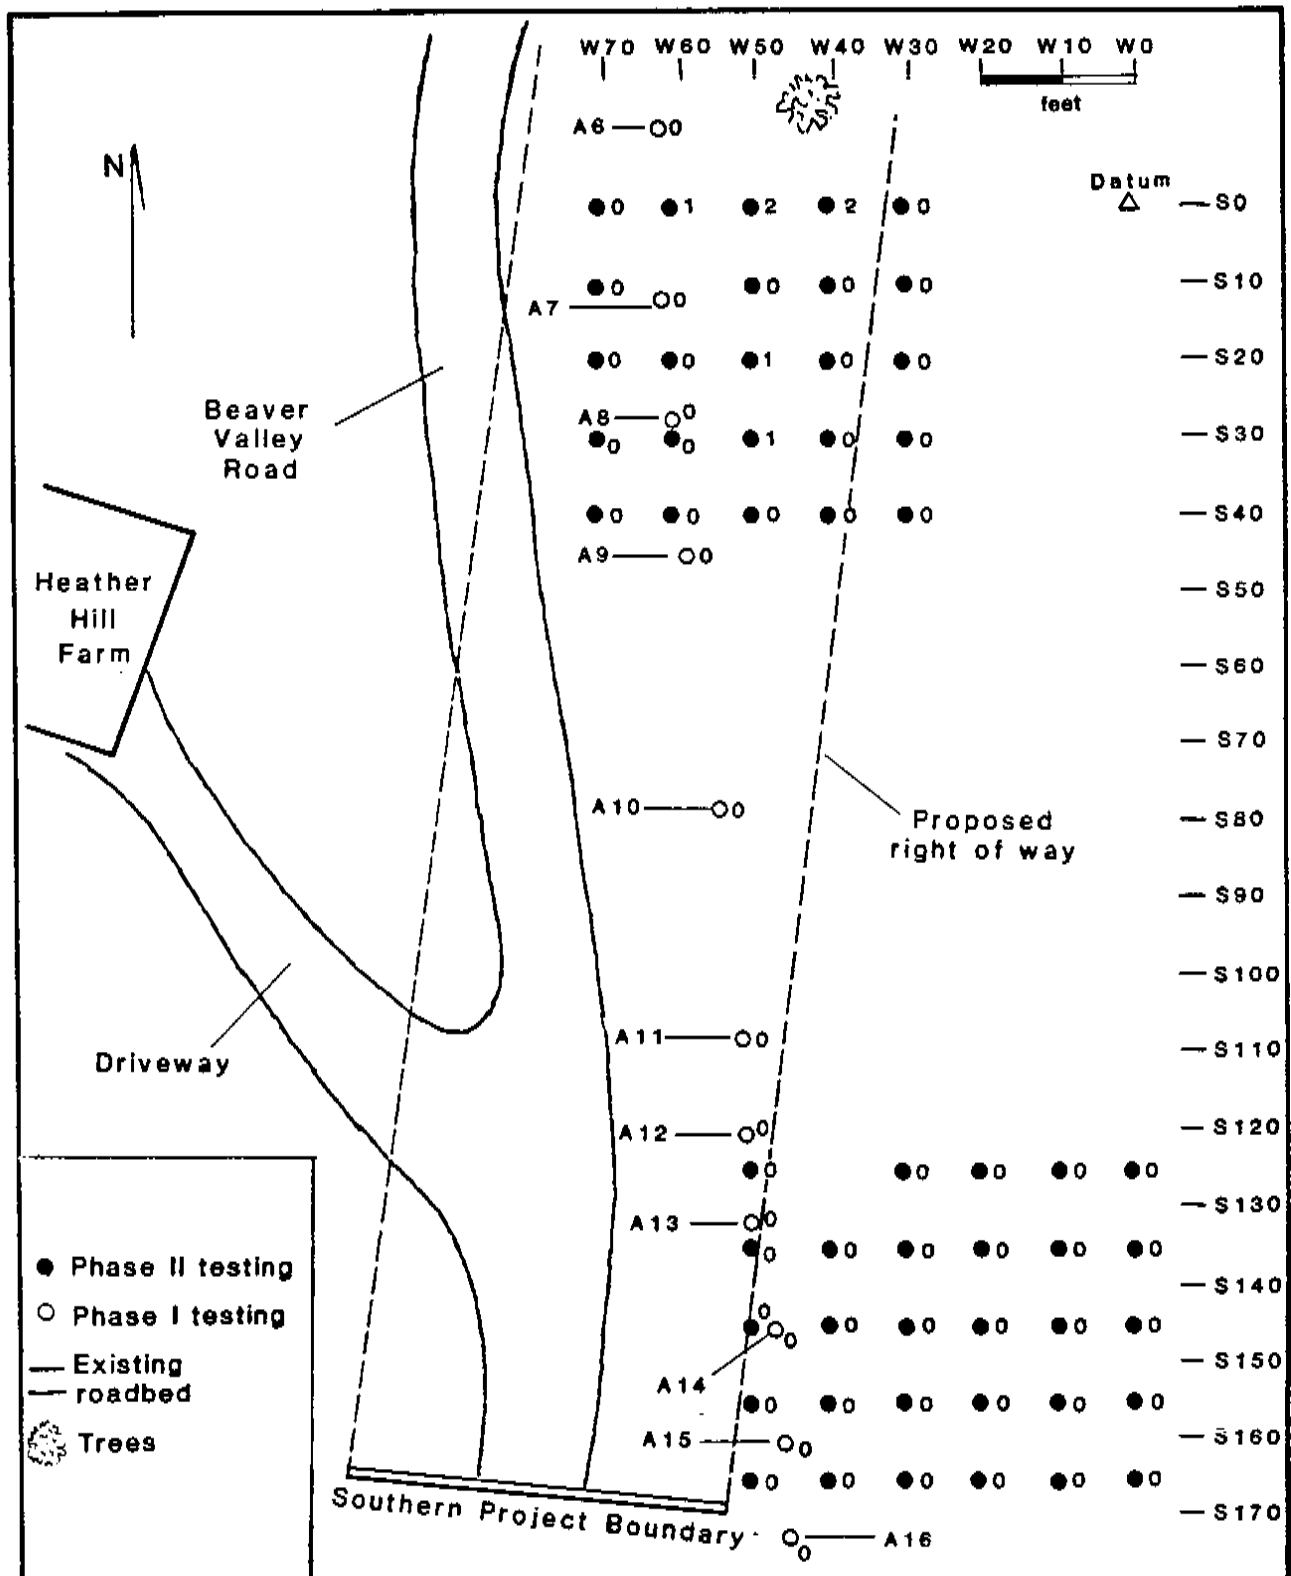 W70 W60 W50 W40 W30 W20 W10 W0
feet
A6 0
N
Datum
0 1 2 2 0 S0
0 0 0 0 S10
A7 0
0 0 1 0 0 S20
Beaver
Valley
Road
A8 0
0 0 1 0 0 S30
0 0 0 0 0 S40
A9 0
Heather
Hill
Farm
S50
S60
S70
A10 0
S80
Proposed
right of way
S90
S100
A11 0
S110
Driveway
A12 0
S120
0 0 0 0 0
A13 0
S130
0 0 0 0 0 0
S140
0
0 0 0 0 0 0
S150
A14
0 0 0 0 0 0
A15 0
S160
0 0 0 0 0 0
S170
A16
0
Phase II testing
Phase I testing
Existing
roadbed
Trees
Southern Project Boundary